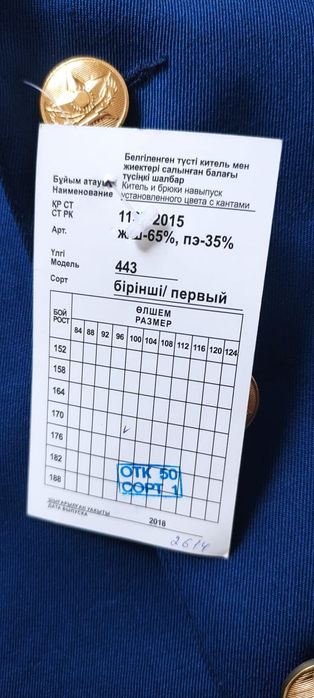 Белгіленген түсті китель мен
жиектері салынған балағы
түсіңкі шалбар
Бұйым атауы
Наименование Китель и брюки навыпуск
установленного цвета с кантами
ҚР СТ
СТ РК 2015
Арт. -65%, пэ-35%
Үлгі
Модель 443
Сорт бірінші/ первый
БОЙ
РОСТ
ӨЛШЕМ
РАЗМЕР
84 88 92 96 100 104 108 112 116 120 124
152
158
164
170
176
182
188
ОТК 50
СОРТ 1
ШЫҒАРЫЛҒАН УАҚЫТЫ
ДАТА ВЫПУСКА 2018
2614